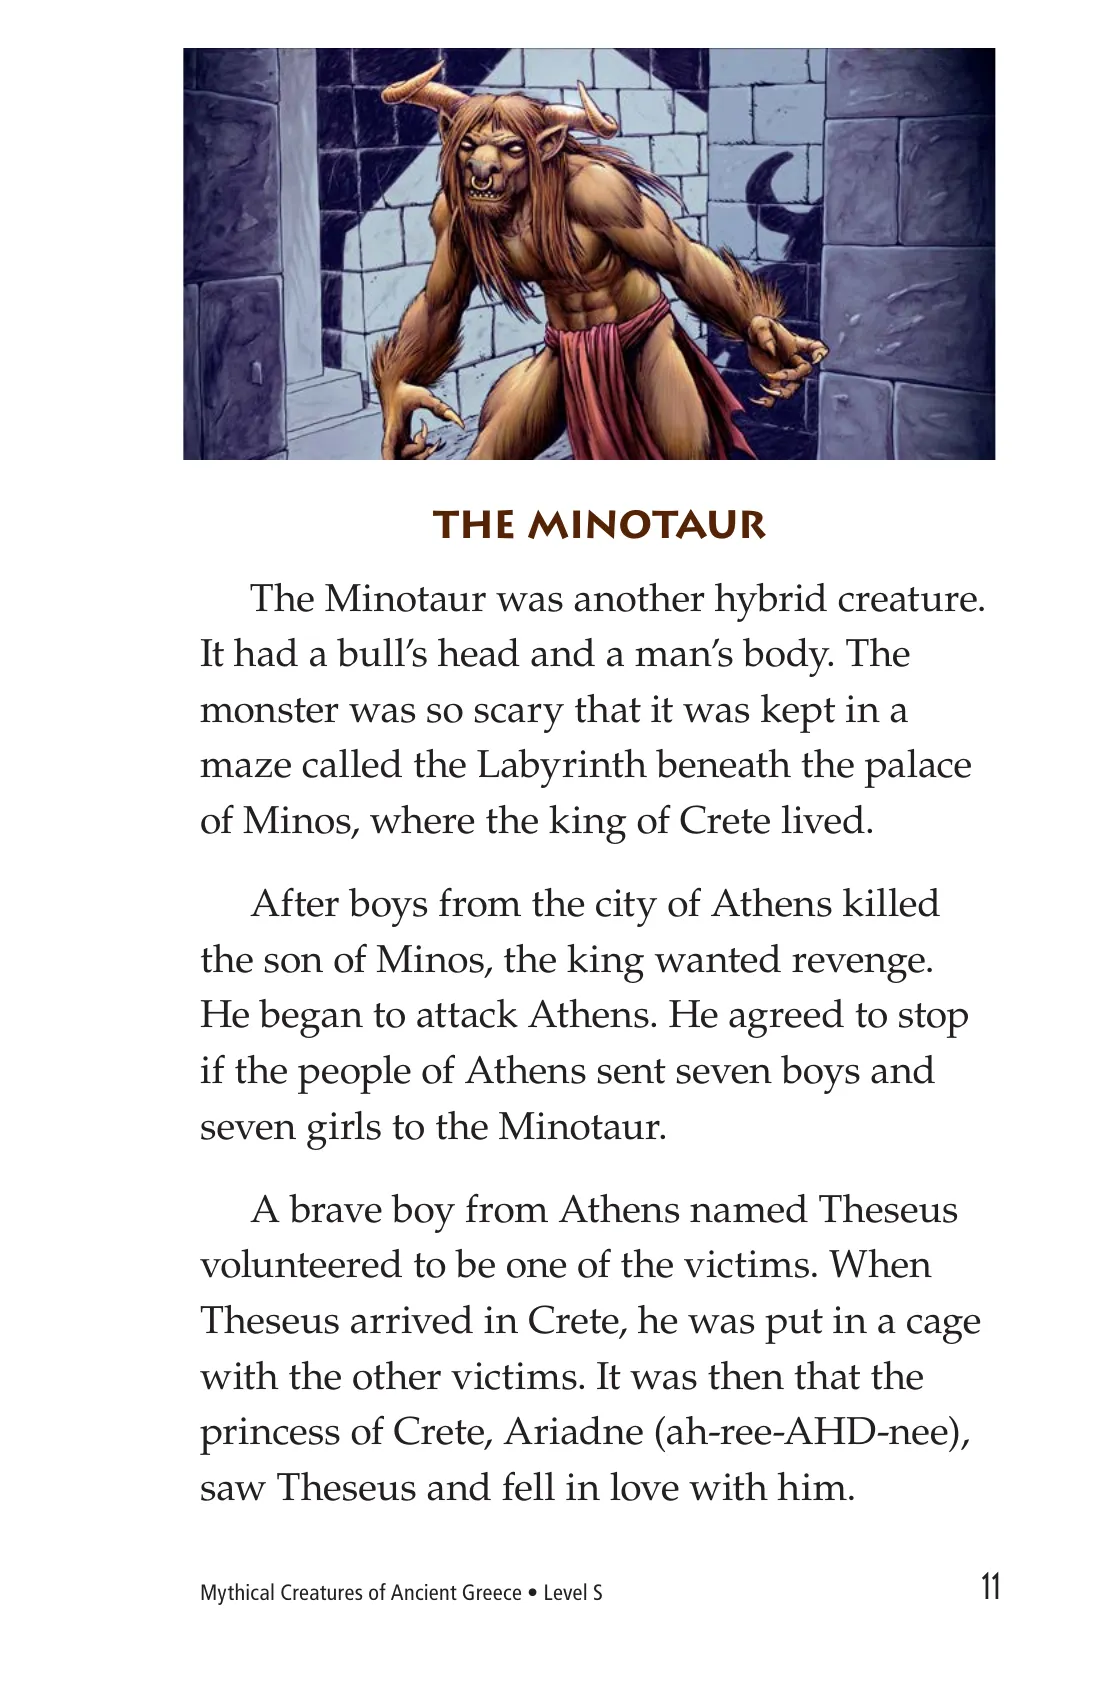 THE MINOTAUR
The Minotaur was another hybrid creature.
It had a bull’s head and a man’s body. The
monster was so scary that it was kept in a
maze called the Labyrinth beneath the palace
of Minos, where the king of Crete lived.
After boys from the city of Athens killed
the son of Minos, the king wanted revenge.
He began to attack Athens. He agreed to stop
if the people of Athens sent seven boys and
seven girls to the Minotaur.
A brave boy from Athens named Theseus
volunteered to be one of the victims. When
Theseus arrived in Crete, he was put in a cage
with the other victims. It was then that the
princess of Crete, Ariadne (ah-ree-AHD-nee),
saw Theseus and fell in love with him.
Mythical Creatures of Ancient Greece • Level S
11